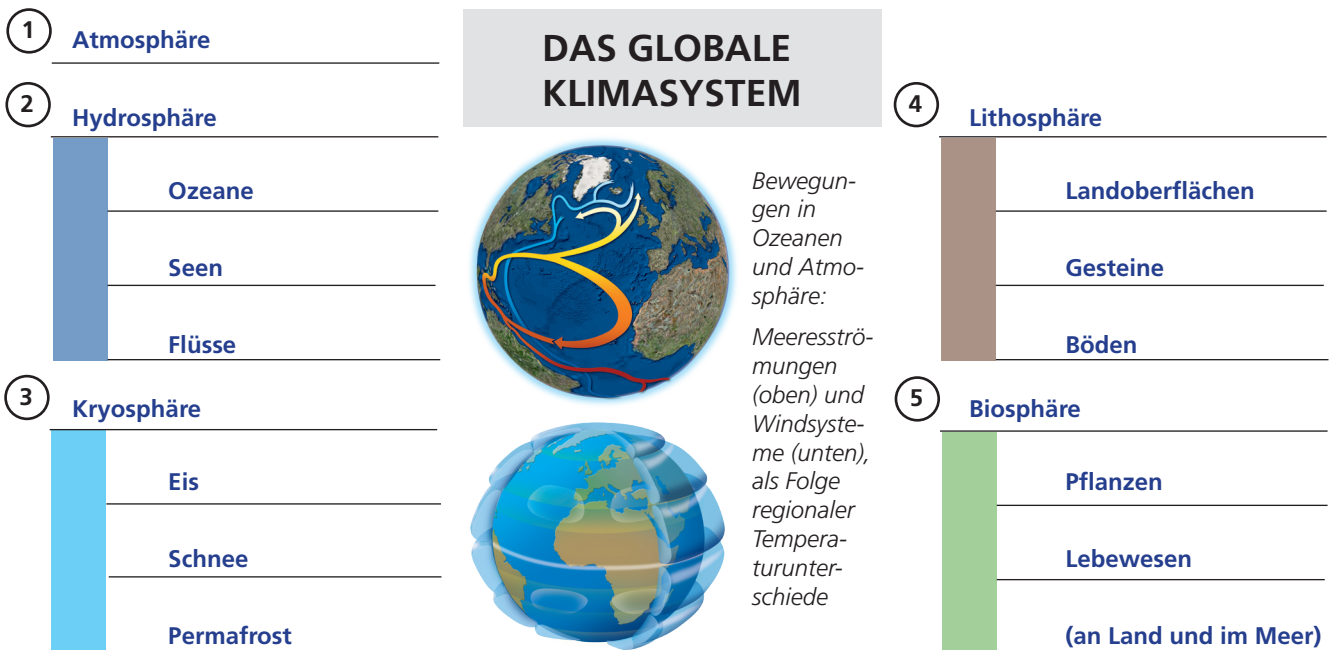 1
Atmosphäre
2
Hydrosphäre
Ozeane
Seen
Flüsse
3
Kryosphäre
Eis
Schnee
Permafrost
DAS GLOBALE
KLIMASYSTEM
Bewegun-
gen in
Ozeanen
und Atmo-
sphäre:
Meeresströ-
mungen
(oben) und
Windsyste-
me (unten),
als Folge
regionaler
Tempera-
turunter-
schiede
4
Lithosphäre
Landoberflächen
Gesteine
Böden
5
Biosphäre
Pflanzen
Lebewesen
(an Land und im Meer)